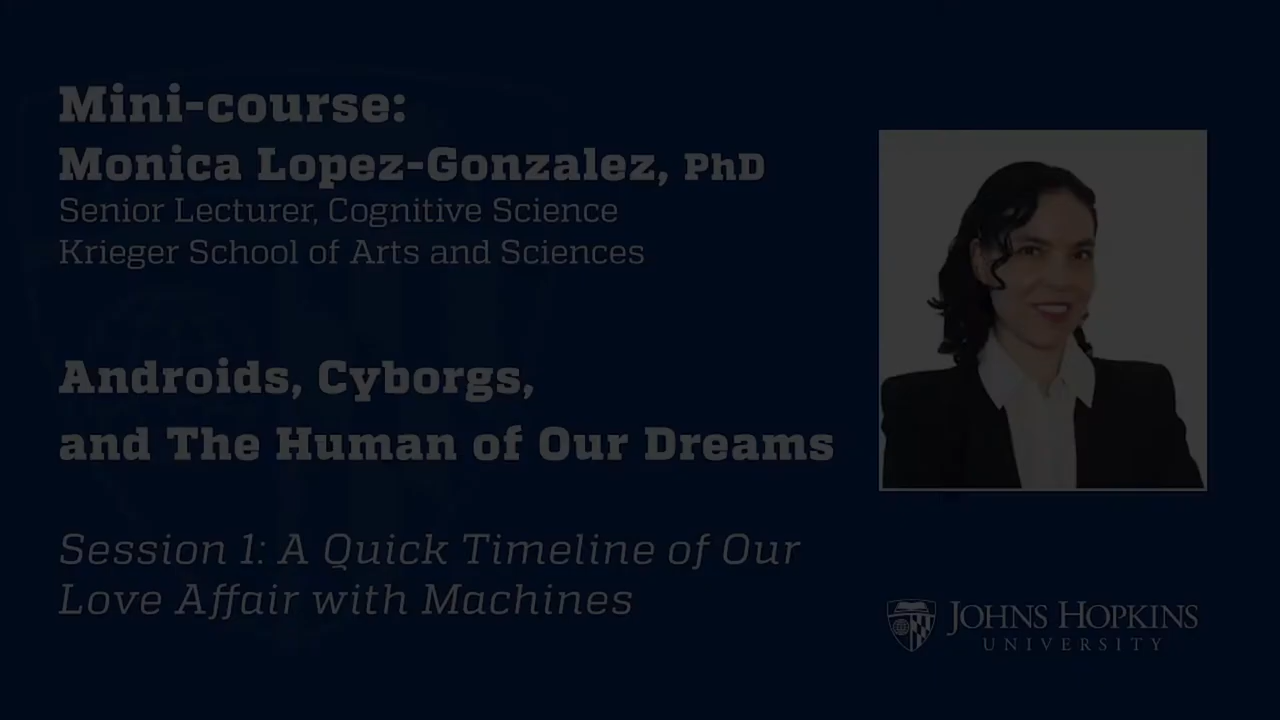 Mini-course:
Monica Lopez-Gonzalez, PhD
Senior Lecturer, Cognitive Science
Krieger School of Arts and Sciences
Androids, Cyborgs,
and The Human of Our Dreams
Session 1: A Quick Timeline of Our
Love Affair with Machines
JOHNS HOPKINS
UNIVERSITY